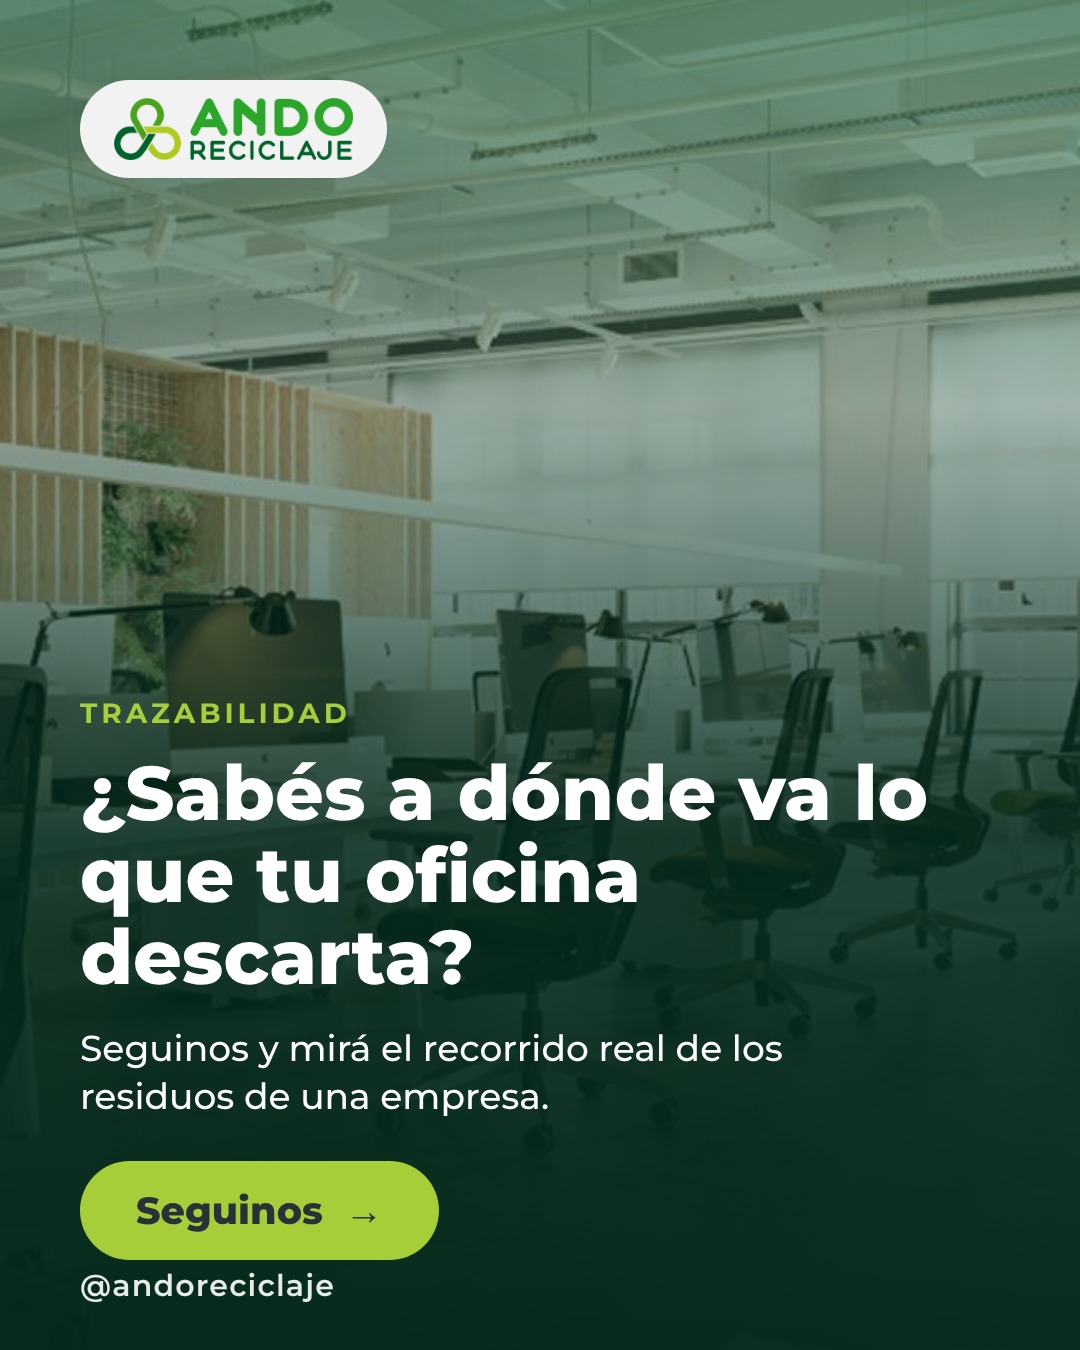 ANDO
RECICLAJE
TRAZABILIDAD
¿Sabés a dónde va lo
que tu oficina
descarta?
Seguinos y mirá el recorrido real de los
residuos de una empresa.
Seguinos →
@andoreciclaje